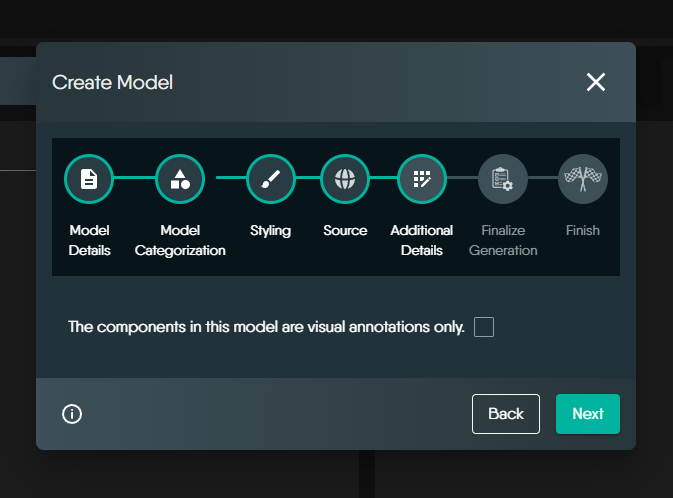 Create Model
Model Details
Model Categorization
Styling
Source
Additional Details
Finalize Generation
Finish
The components in this model are visual annotations only.
Back
Next